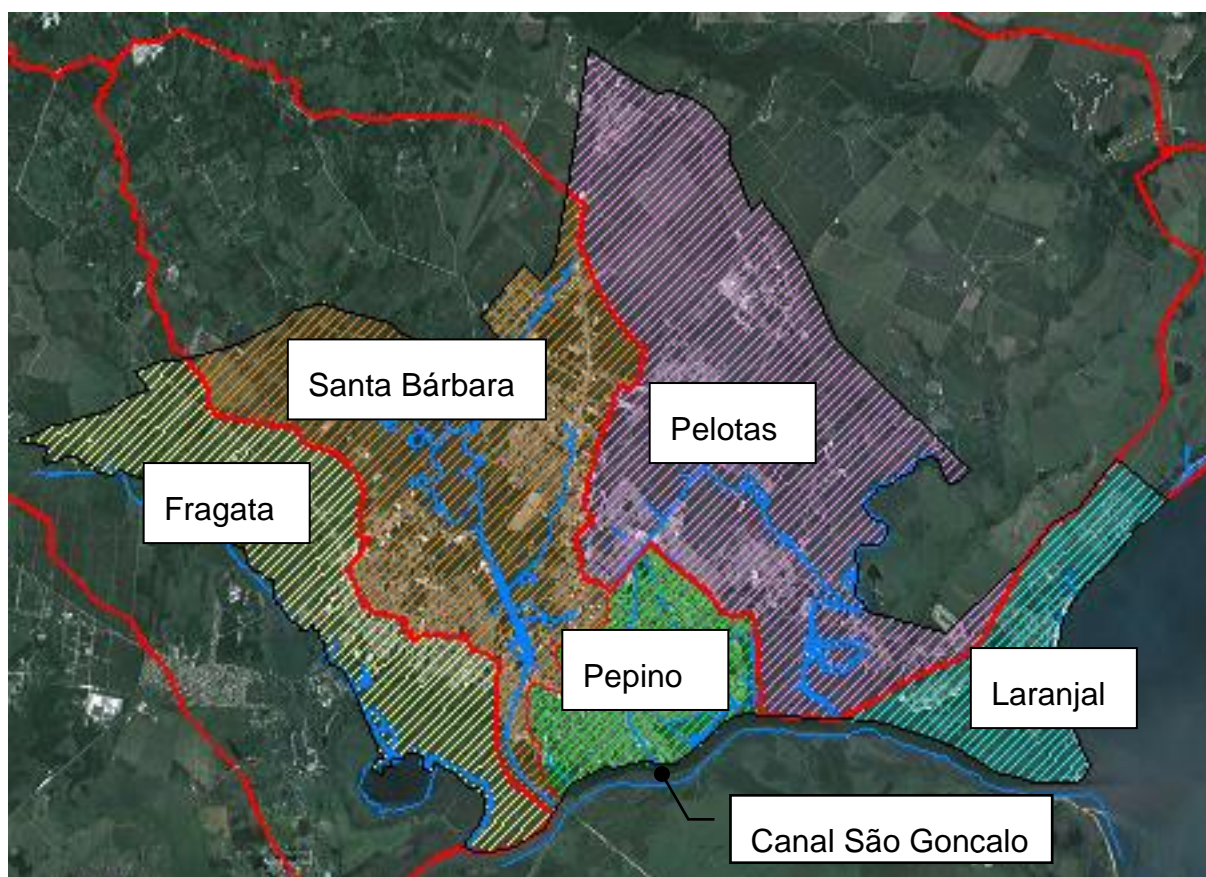 Santa Bárbara
Pelotas
Fragata
Pepino
Laranjal
Canal São Goncalo